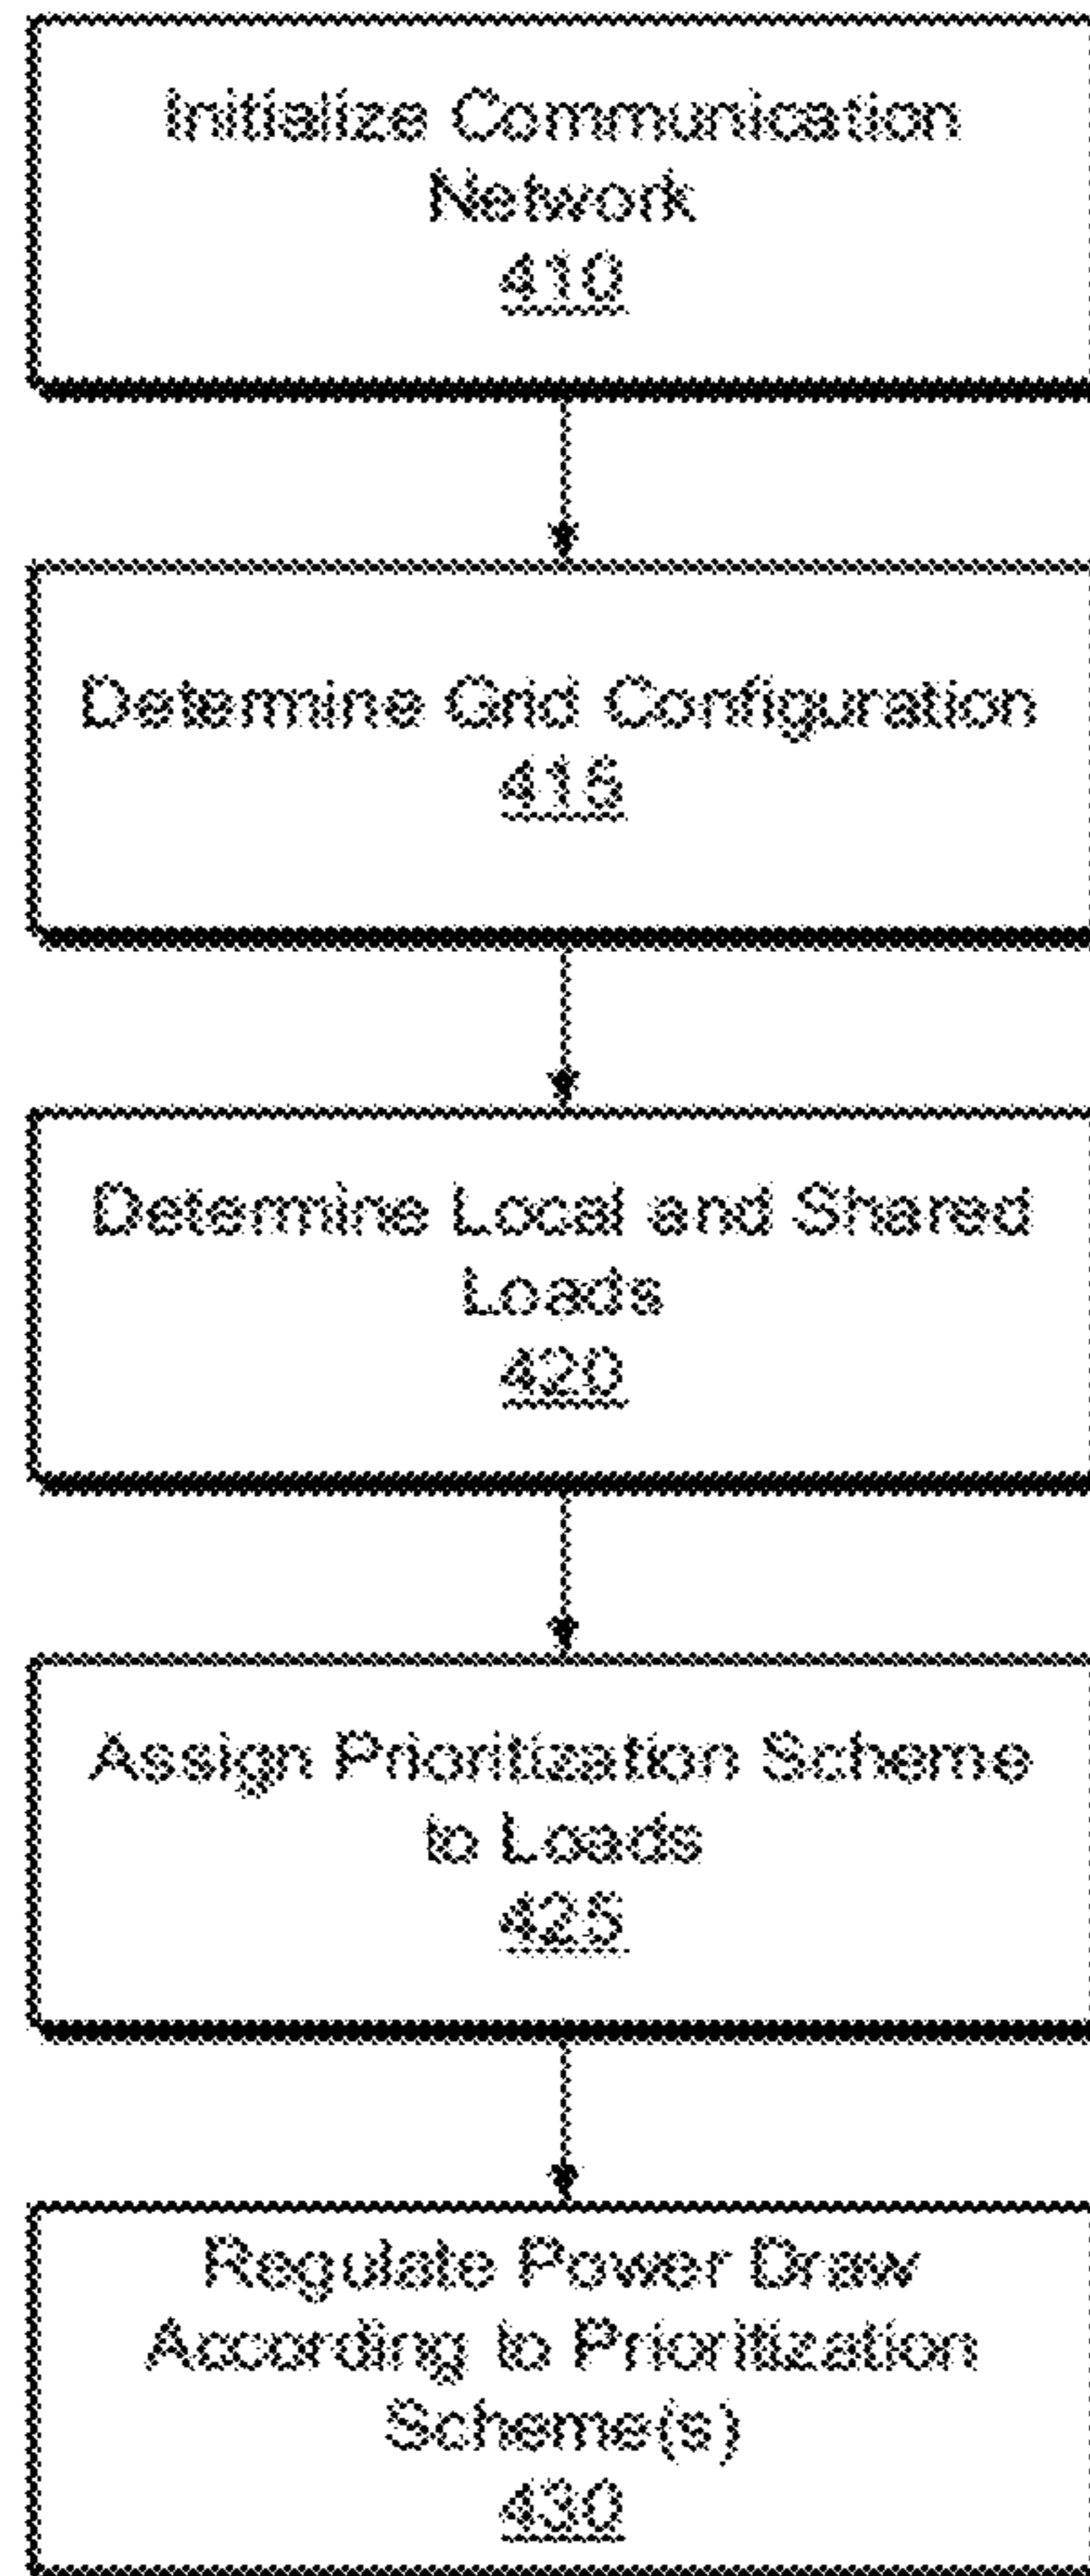 Initialize Communication
Network
410
Determine Grid Configuration
415
Determine Local and Shared
Loads
420
Assign Prioritization Scheme
to Loads
425
Regulate Power Draw
According to Prioritization
Scheme(s)
430